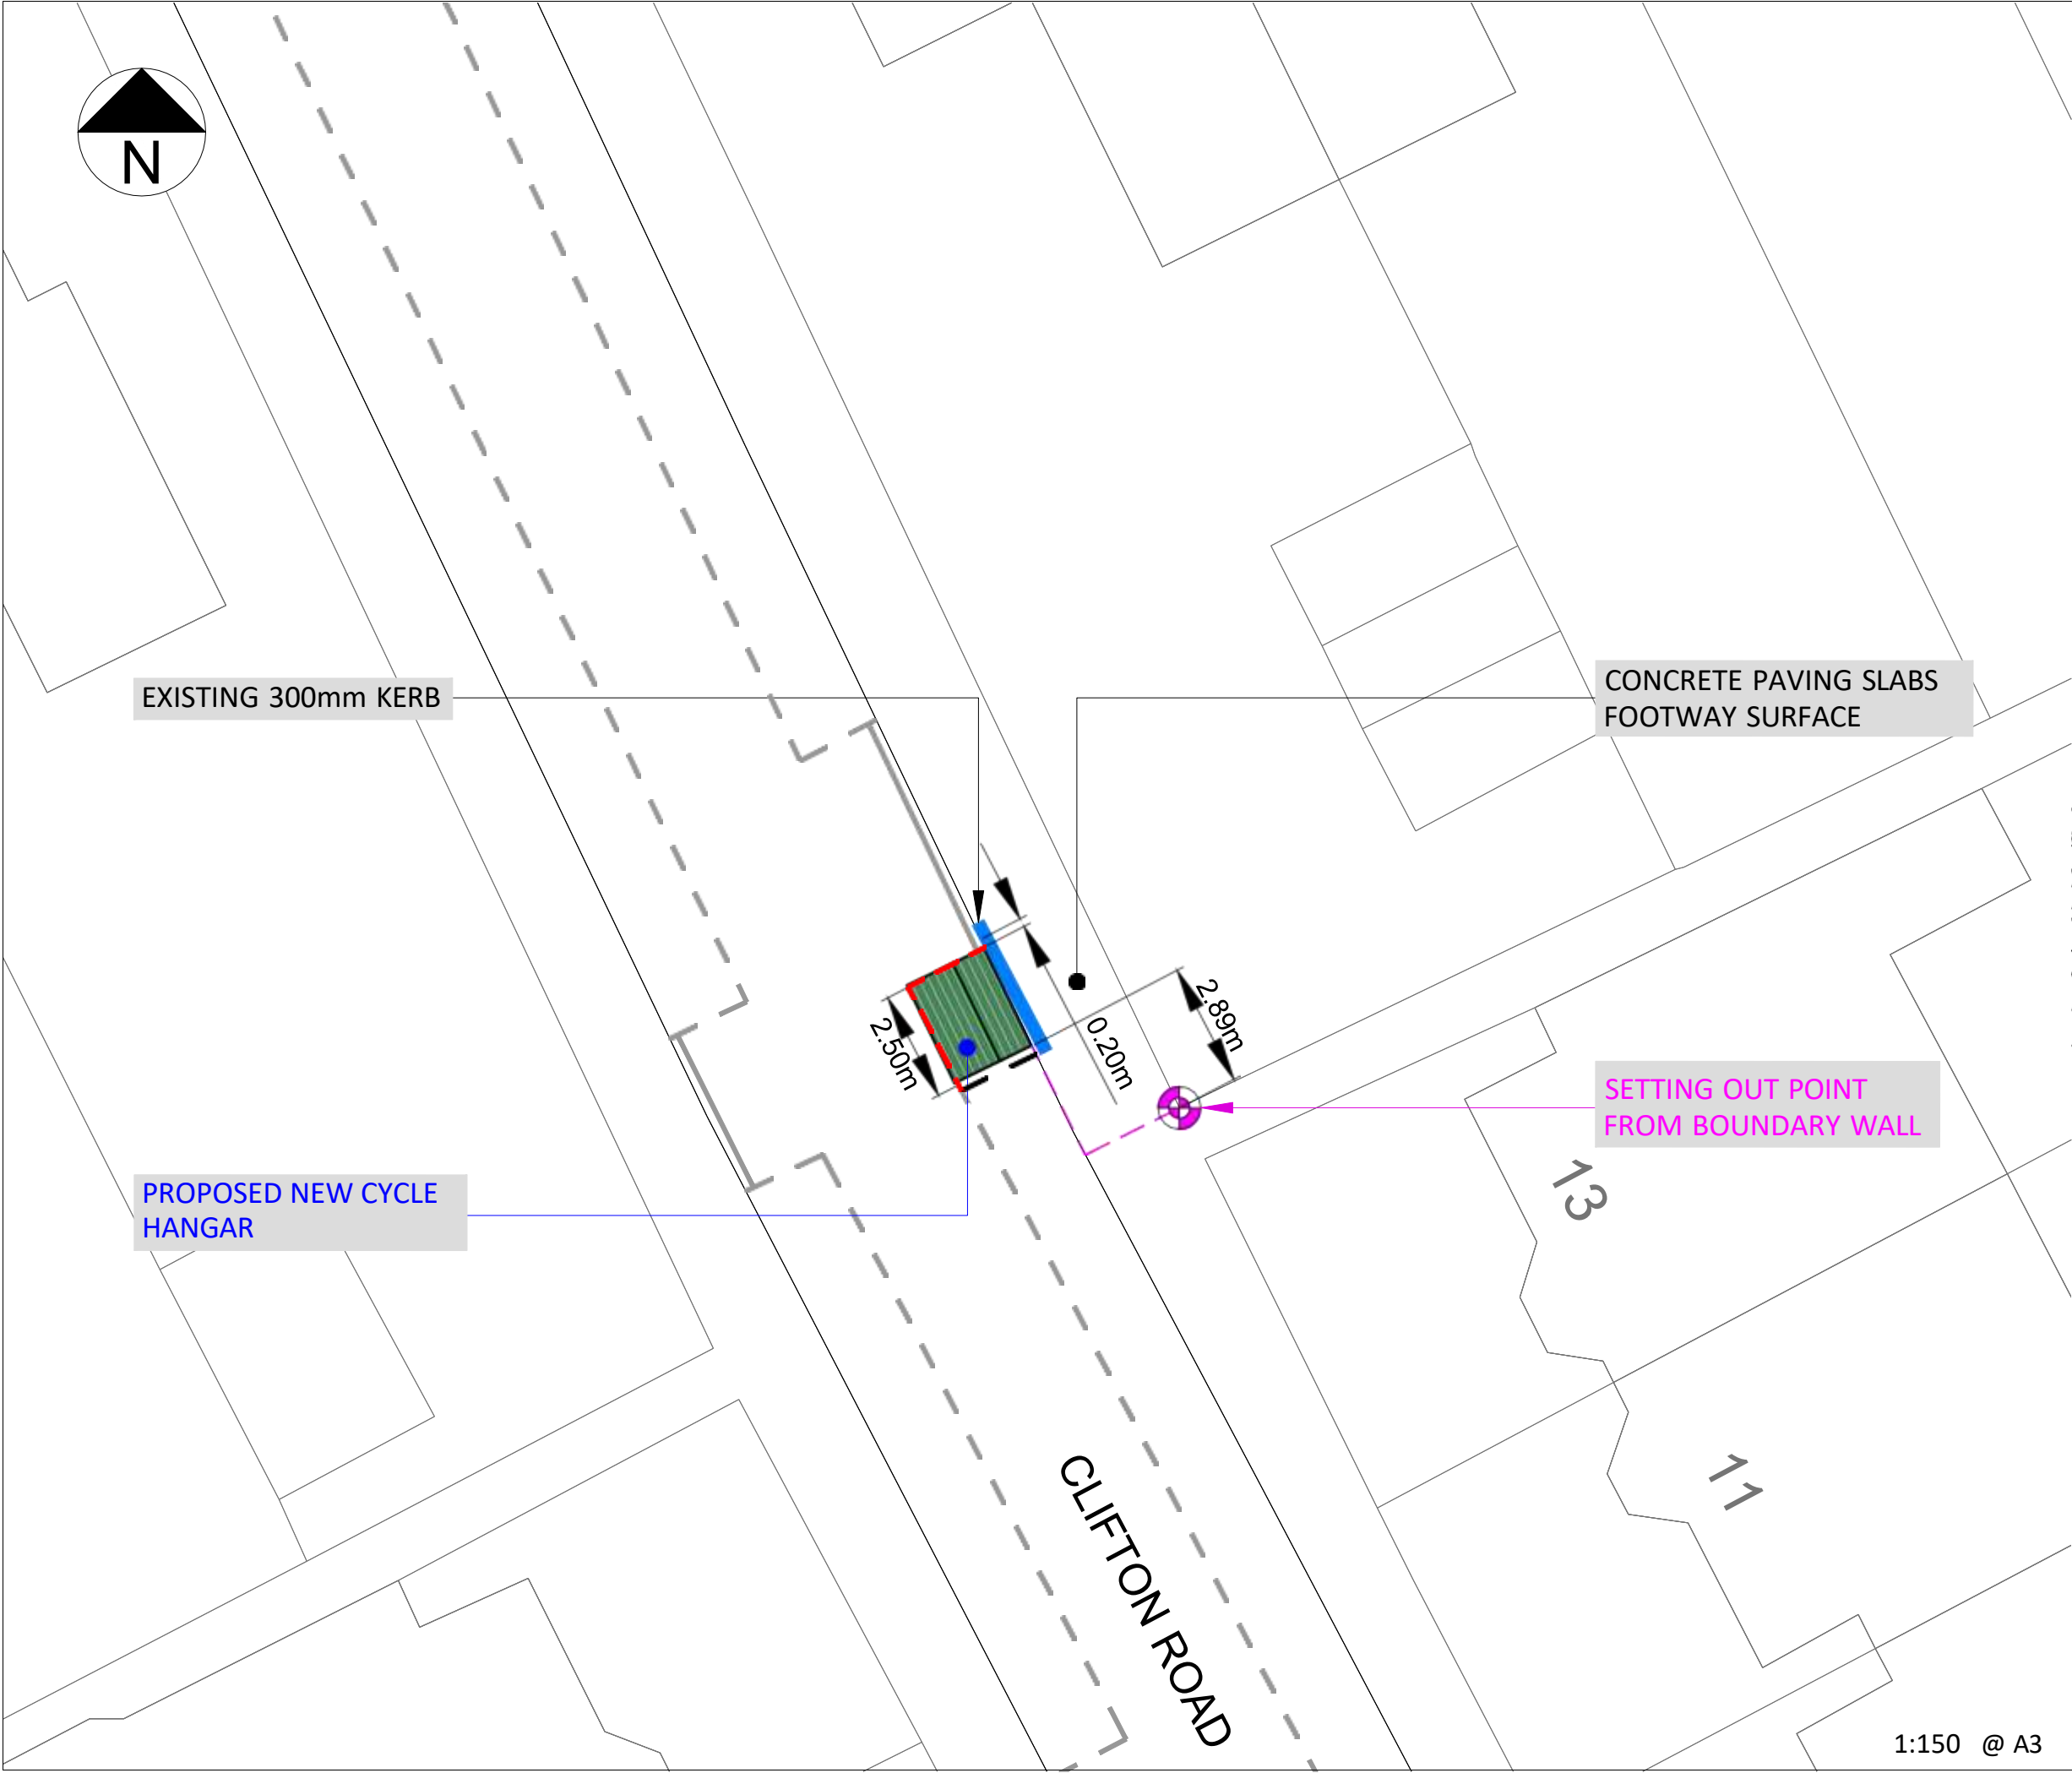 N
EXISTING 300mm KERB
CONCRETE PAVING SLABS
FOOTWAY SURFACE
2.50m
0.20m
2.89m
SETTING OUT POINT
FROM BOUNDARY WALL
PROPOSED NEW CYCLE
HANGAR
13
11
CLIFTON ROAD
1:150 @ A3